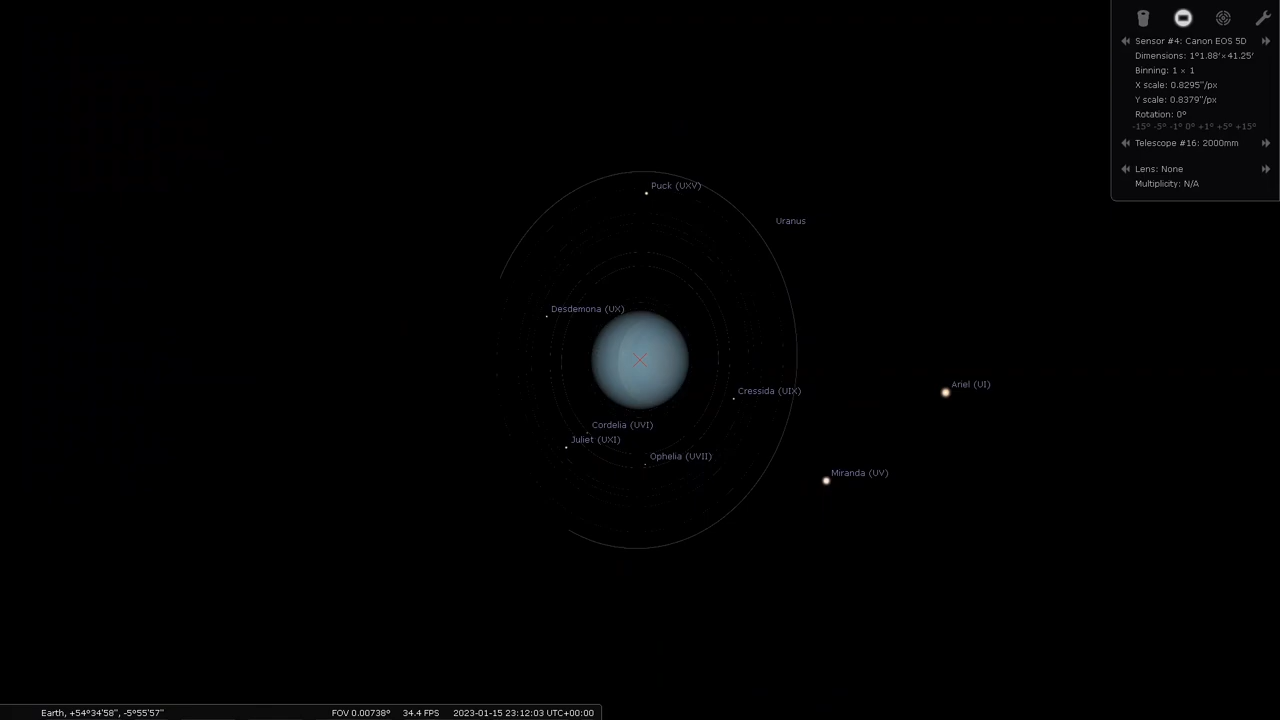 Sensor #4: Canon EOS 5D
Dimensions: 1°1.88'×41.25'
Binning: 1 × 1
X scale: 0.8295"/px
Y scale: 0.8379"/px
Rotation: 0°
-15° -5° -1° 0° +1° +5° +15°
Telescope #16: 2000mm
Lens: None
Multiplicity: N/A
Puck (UXV)
Uranus
Desdemona (UX)
Ariel (UI)
Cressida (UIX)
Cordelia (UVI)
Juliet (UXI)
Ophelia (UVII)
Miranda (UV)
Earth, +54°34'58", -5°55'57" FOV 0.00738° 34.4 FPS 2023-01-15 23:12:03 UTC+00:00